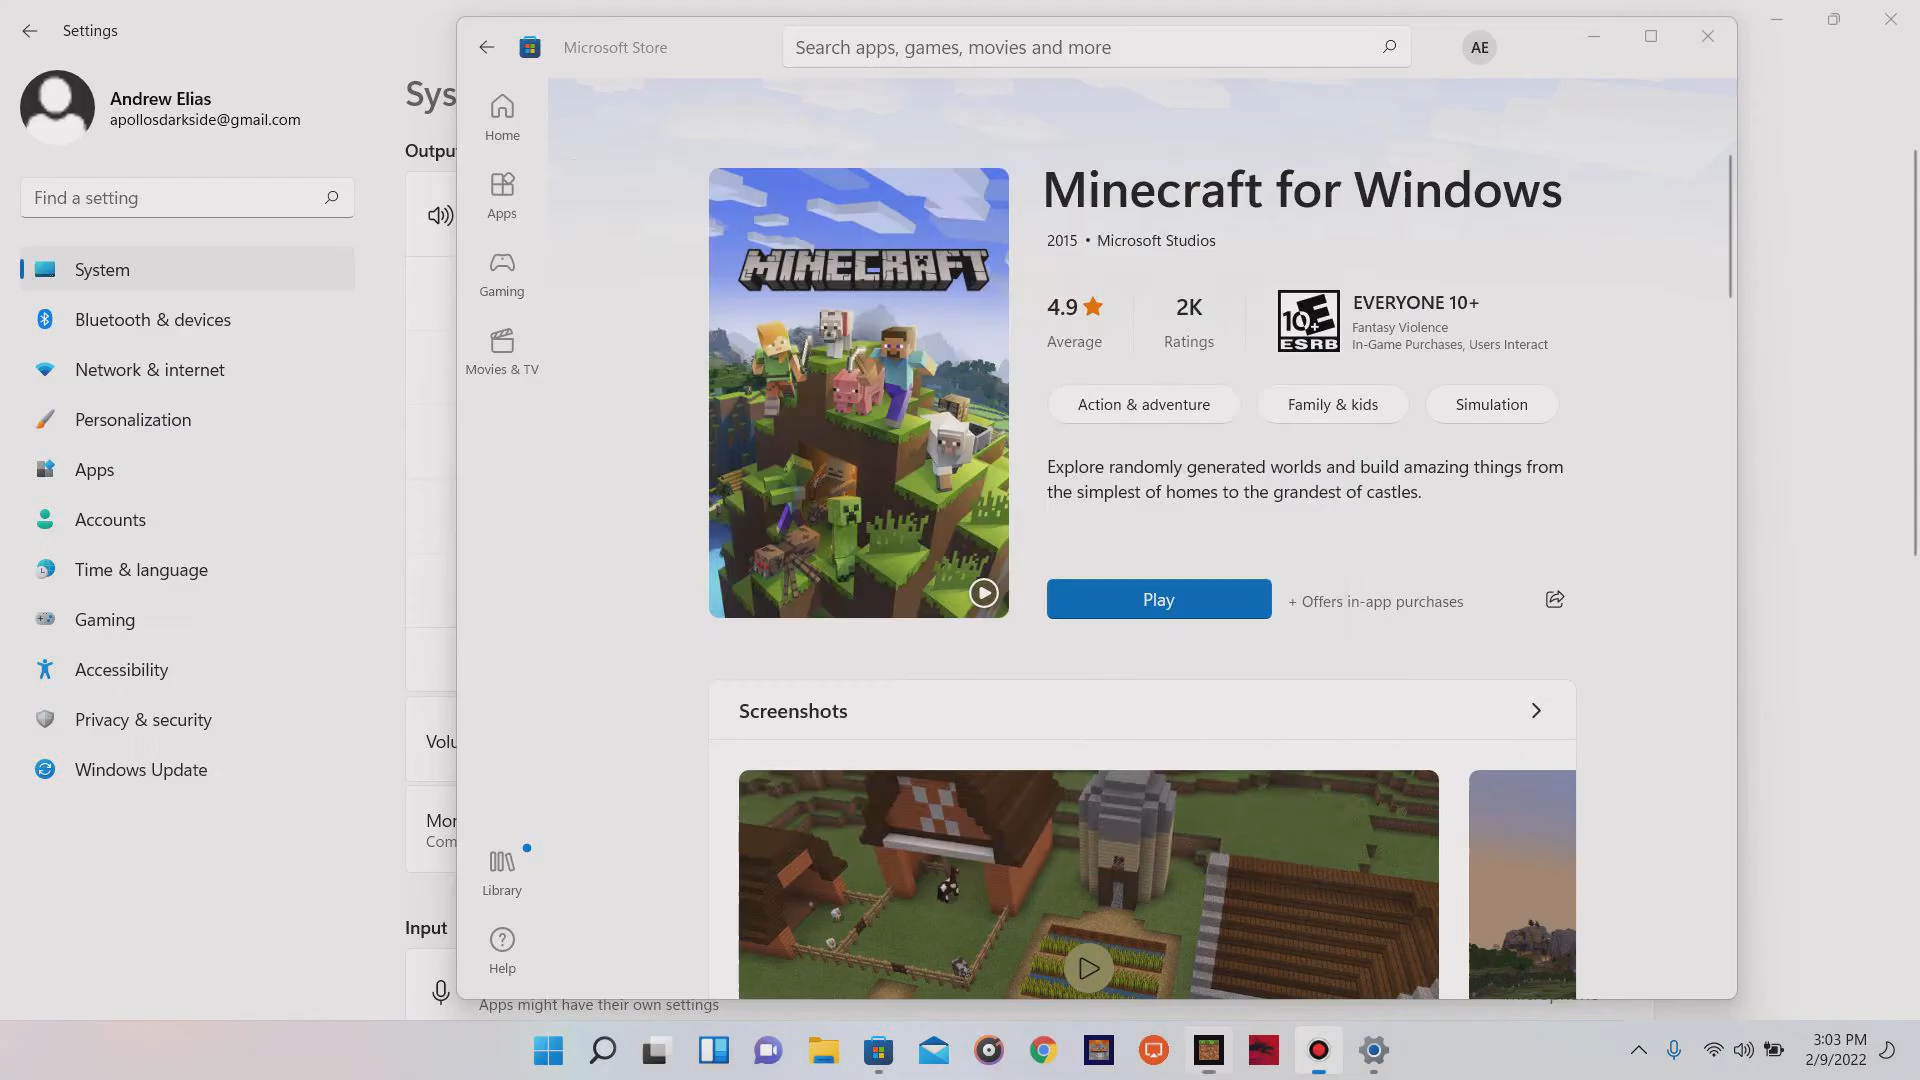 Settings
Andrew Elias
apollosdarkside@gmail.com
Find a setting
System
Bluetooth & devices
Network & internet
Personalization
Apps
Accounts
Time & language
Gaming
Accessibility
Privacy & security
Windows Update
Sys
Outpu
Volu
Mor
Com
Input
Apps might have their own settings
Microsoft Store
Search apps, games, movies and more
AE
Home
Apps
Gaming
Movies & TV
Library
Help
MINECRAFT
Minecraft for Windows
2015 • Microsoft Studios
4.9
Average
2K
Ratings
10+
E
ESRB
EVERYONE 10+
Fantasy Violence
In-Game Purchases, Users Interact
Action & adventure
Family & kids
Simulation
Explore randomly generated worlds and build amazing things from
the simplest of homes to the grandest of castles.
Play
+ Offers in-app purchases
Screenshots
3:03 PM
2/9/2022